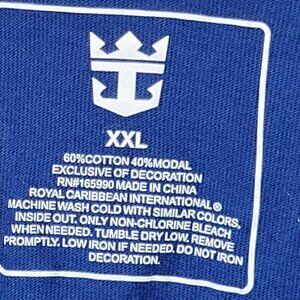 XXL
60%COTTON 40%MODAL
EXCLUSIVE OF DECORATION
RN#165990 MADE IN CHINA
ROYAL CARIBBEAN INTERNATIONAL®
MACHINE WASH COLD WITH SIMILAR COLORS,
INSIDE OUT. ONLY NON-CHLORINE BLEACH
WHEN NEEDED. TUMBLE DRY LOW. REMOVE
PROMPTLY. LOW IRON IF NEEDED. DO NOT IRON
DECORATION.